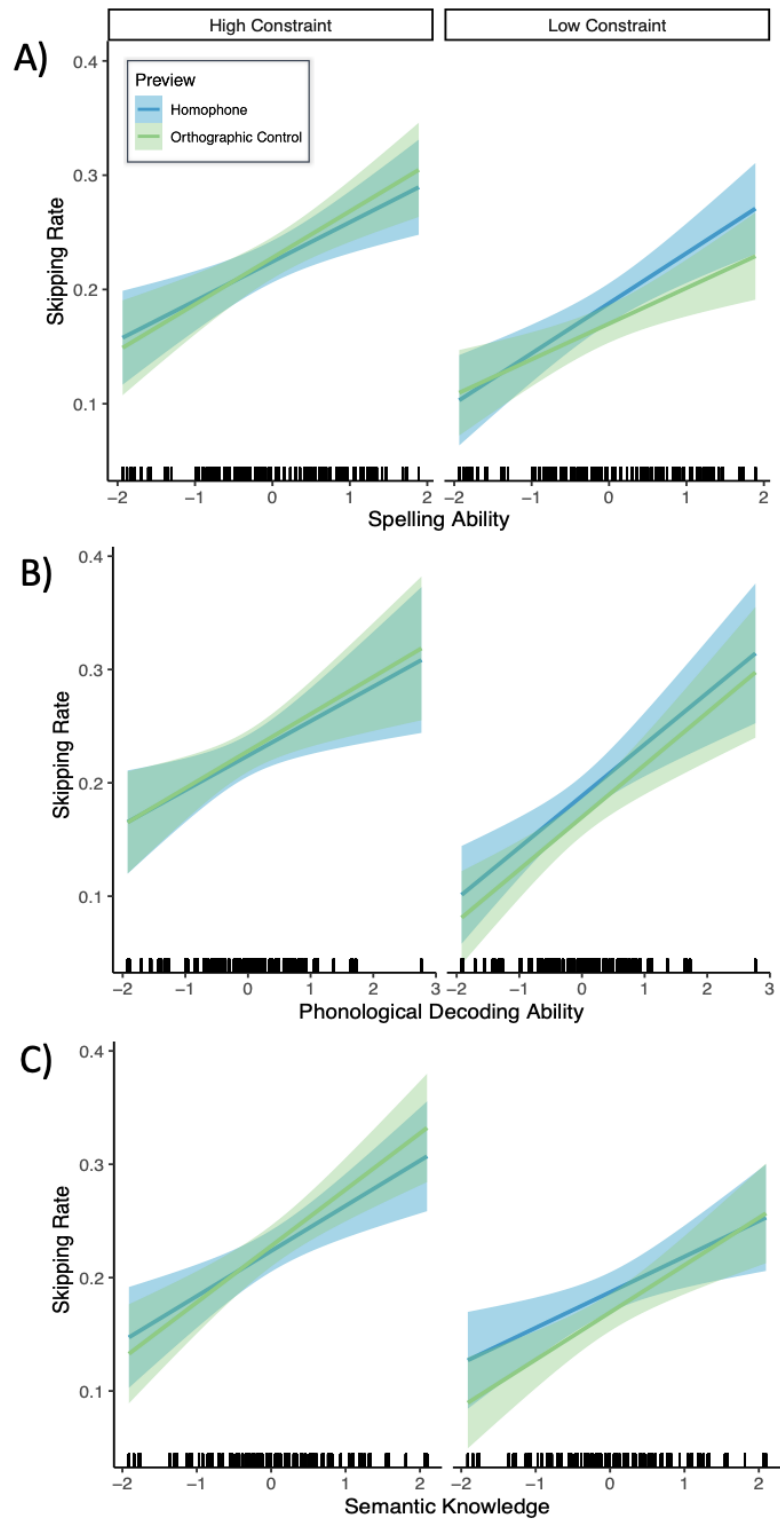 High Constraint Low Constraint
A)
0.4
Preview
Homophone
Orthographic Control
0.3
Skipping Rate
0.2
0.1
−2 −1 0 1 2 −2 −1 0 1 2
Spelling Ability
B)
0.4
0.3
Skipping Rate
0.2
0.1
−2 −1 0 1 2 3 −2 −1 0 1 2 3
Phonological Decoding Ability
C)
0.4
0.3
Skipping Rate
0.2
0.1
−2 −1 0 1 2 −2 −1 0 1 2
Semantic Knowledge